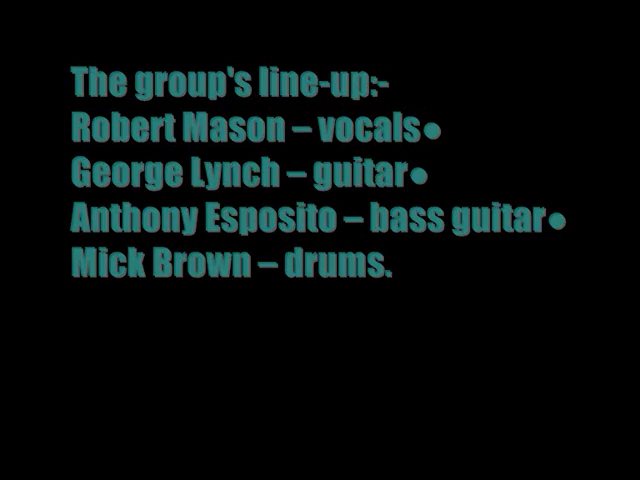 The group's line-up:-
Robert Mason – vocals●
George Lynch – guitar●
Anthony Esposito – bass guitar●
Mick Brown – drums.